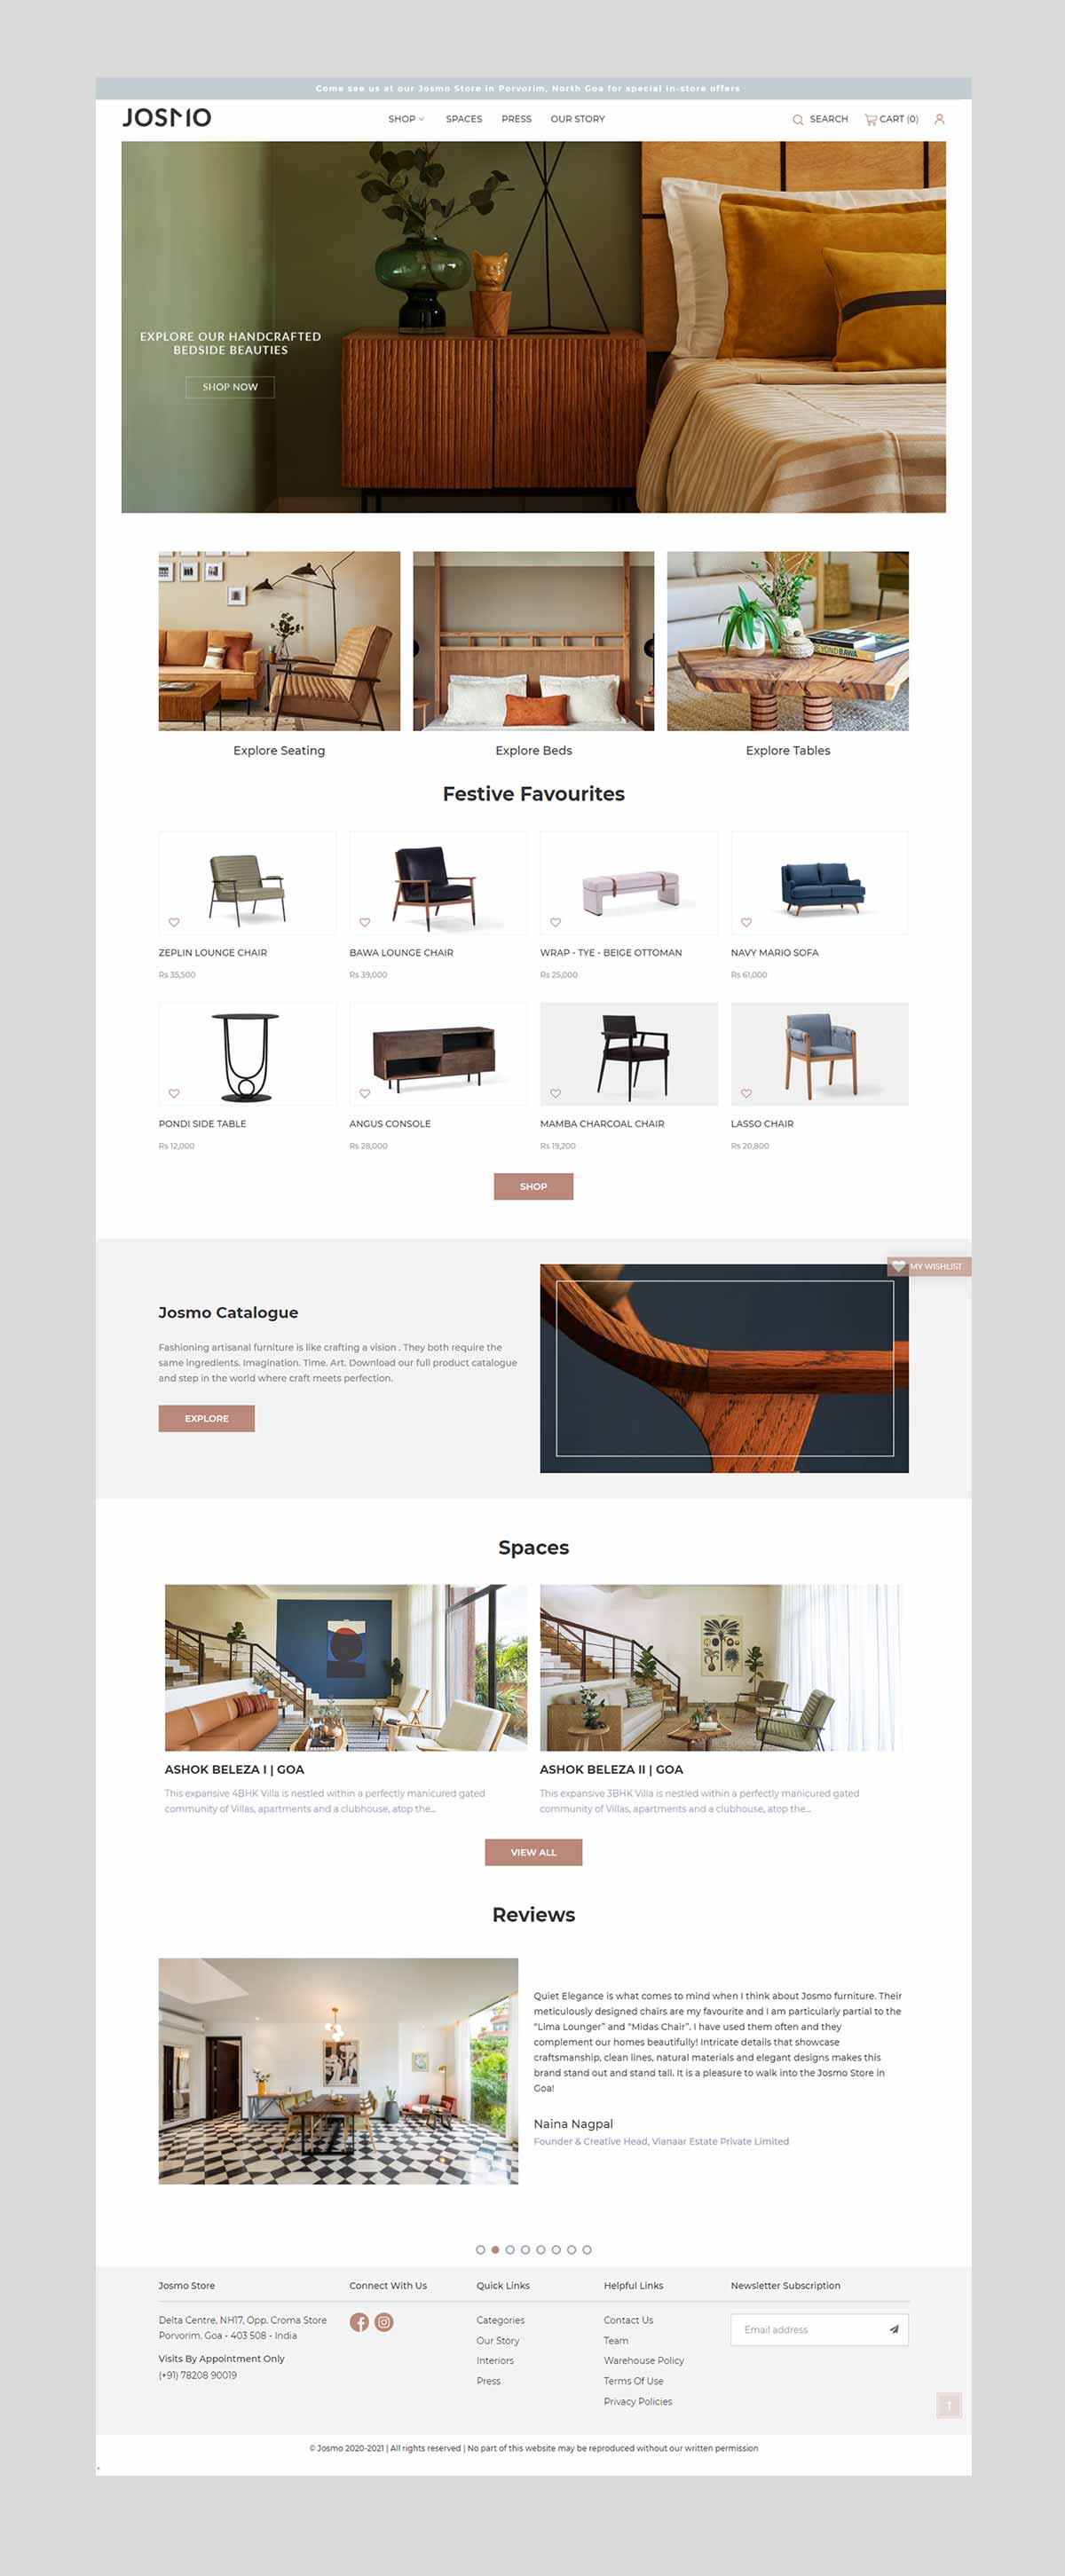 Come see us at our Josmo Store in Porvorim, North Goa for special in-store offers
JOSMO
SHOP
SPACES
PRESS
OUR STORY
SEARCH
CART (0)
EXPLORE OUR HANDCRAFTED
BEDSIDE BEAUTIES
SHOP NOW
Explore Seating
Explore Beds
Explore Tables
Festive Favourites
ZEPLIN LOUNGE CHAIR
Rs 35,500
BAWA LOUNGE CHAIR
Rs 39,000
WRAP - TYE - BEIGE OTTOMAN
Rs 25,000
NAVY MARIO SOFA
Rs 61,000
PONDI SIDE TABLE
Rs 12,000
ANGUS CONSOLE
Rs 28,000
MAMBA CHARCOAL CHAIR
Rs 19,200
LASSO CHAIR
Rs 20,800
SHOP
MY WISHLIST
Josmo Catalogue
Fashioning artisanal furniture is like crafting a vision . They both require the
same ingredients. Imagination. Time. Art. Download our full product catalogue
and step in the world where craft meets perfection.
EXPLORE
Spaces
ASHOK BELEZA I | GOA
This expansive 4BHK Villa is nestled within a perfectly manicured gated
community of Villas, apartments and a clubhouse, atop the...
ASHOK BELEZA II | GOA
This expansive 3BHK Villa is nestled within a perfectly manicured gated
community of Villas, apartments and a clubhouse, atop the...
VIEW ALL
Reviews
Quiet Elegance is what comes to mind when I think about Josmo furniture. Their
meticulously designed chairs are my favourite and I am particularly partial to the
“Lima Lounger” and “Midas Chair”. I have used them often and they
complement our homes beautifully! Intricate details that showcase
craftsmanship, clean lines, natural materials and elegant designs makes this
brand stand out and stand tall. It is a pleasure to walk into the Josmo Store in
Goa!
Naina Nagpal
Founder & Creative Head, Vianaar Estate Private Limited
Josmo Store
Delta Centre, NH17, Opp. Croma Store
Porvorim. Goa - 403 508 - India
Visits By Appointment Only
(+91) 78208 90019
Connect With Us
Quick Links
Categories
Our Story
Interiors
Press
Helpful Links
Contact Us
Team
Warehouse Policy
Terms Of Use
Privacy Policies
Newsletter Subscription
Email address
© Josmo 2020-2021 | All rights reserved | No part of this website may be reproduced without our written permission